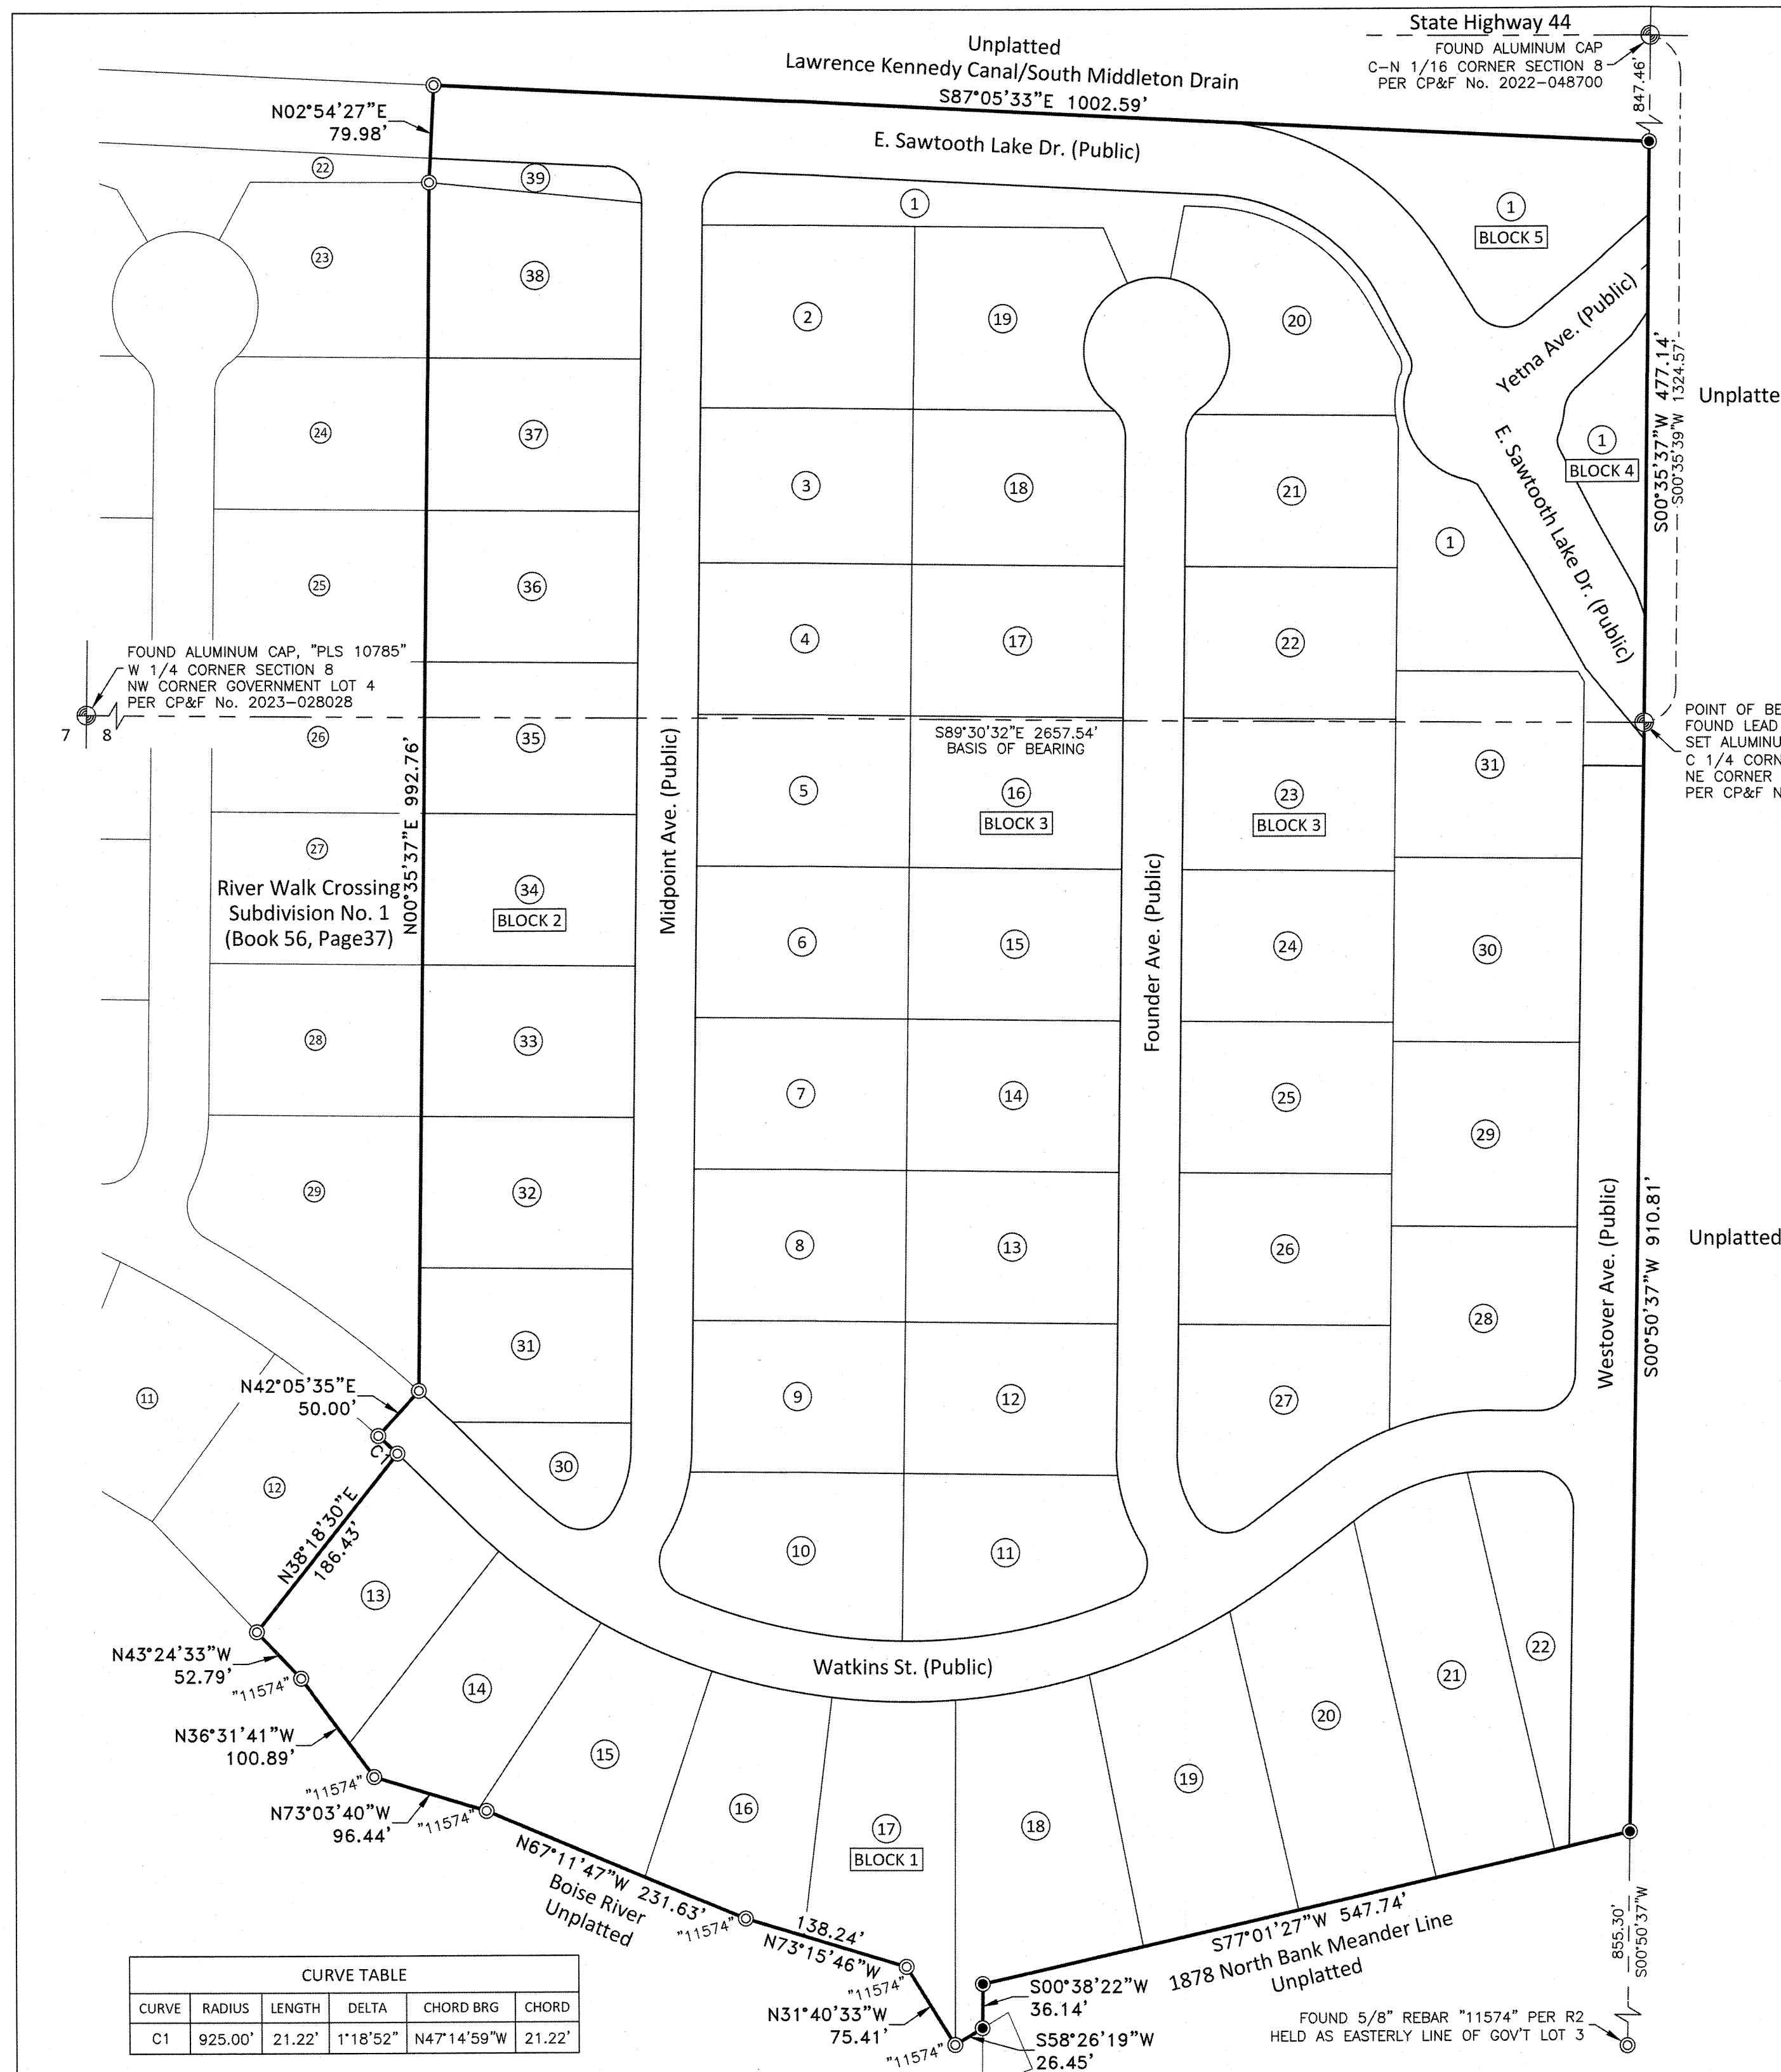 State Highway 44
FOUND ALUMINUM CAP
C-N 1/16 CORNER SECTION 8
PER CP&F No. 2022-048700
847.46'
Unplatted
Lawrence Kennedy Canal/South Middleton Drain
S87°05'33"E 1002.59'
N02°54'27"E
79.98'
E. Sawtooth Lake Dr. (Public)
22
39
1
1
BLOCK 5
23
38
2
19
20
Yetna Ave. (Public)
S00°35'37"W 477.14'
S00°35'39"W 1324.57'
Unplatte
24
37
3
18
21
1
1
BLOCK 4
E. Sawtooth Lake Dr. (Public)
25
36
4
17
22
FOUND ALUMINUM CAP, "PLS 10785"
W 1/4 CORNER SECTION 8
NW CORNER GOVERNMENT LOT 4
PER CP&F No. 2023-028028
7 8
26
35
S89°30'32"E 2657.54'
BASIS OF BEARING
POINT OF BE
FOUND LEAD
SET ALUMINU
C 1/4 CORN
NE CORNER
PER CP&F N
N00°35'37"E 992.76'
Midpoint Ave. (Public)
5
16
BLOCK 3
23
BLOCK 3
31
27
River Walk Crossing
Subdivision No. 1
(Book 56, Page37)
34
BLOCK 2
6
15
Founder Ave. (Public)
24
30
28
33
7
14
25
29
29
32
8
13
26
Westover Ave. (Public)
S00°50'37"W 910.81'
Unplatted
28
31
11
N42°05'35"E
50.00'
C1
9
12
27
30
12
N38°18'30"E
186.43'
10
11
13
N43°24'33"W
52.79'
"11574"
Watkins St. (Public)
14
22
21
20
N36°31'41"W
100.89'
"11574"
15
19
N73°03'40"W
96.44'
"11574"
16
17
BLOCK 1
18
N67°11'47"W 231.63'
Boise River
Unplatted
"11574"
138.24'
N73°15'46"W
"11574"
S77°01'27"W 547.74'
1878 North Bank Meander Line
Unplatted
855.30'
S00°50'37"W
S00°38'22"W
36.14'
N31°40'33"W
75.41'
"11574"
S58°26'19"W
26.45'
FOUND 5/8" REBAR "11574" PER R2
HELD AS EASTERLY LINE OF GOV'T LOT 3
CURVE TABLE
CURVE RADIUS LENGTH DELTA CHORD BRG CHORD
C1 925.00' 21.22' 1°18'52" N47°14'59"W 21.22'